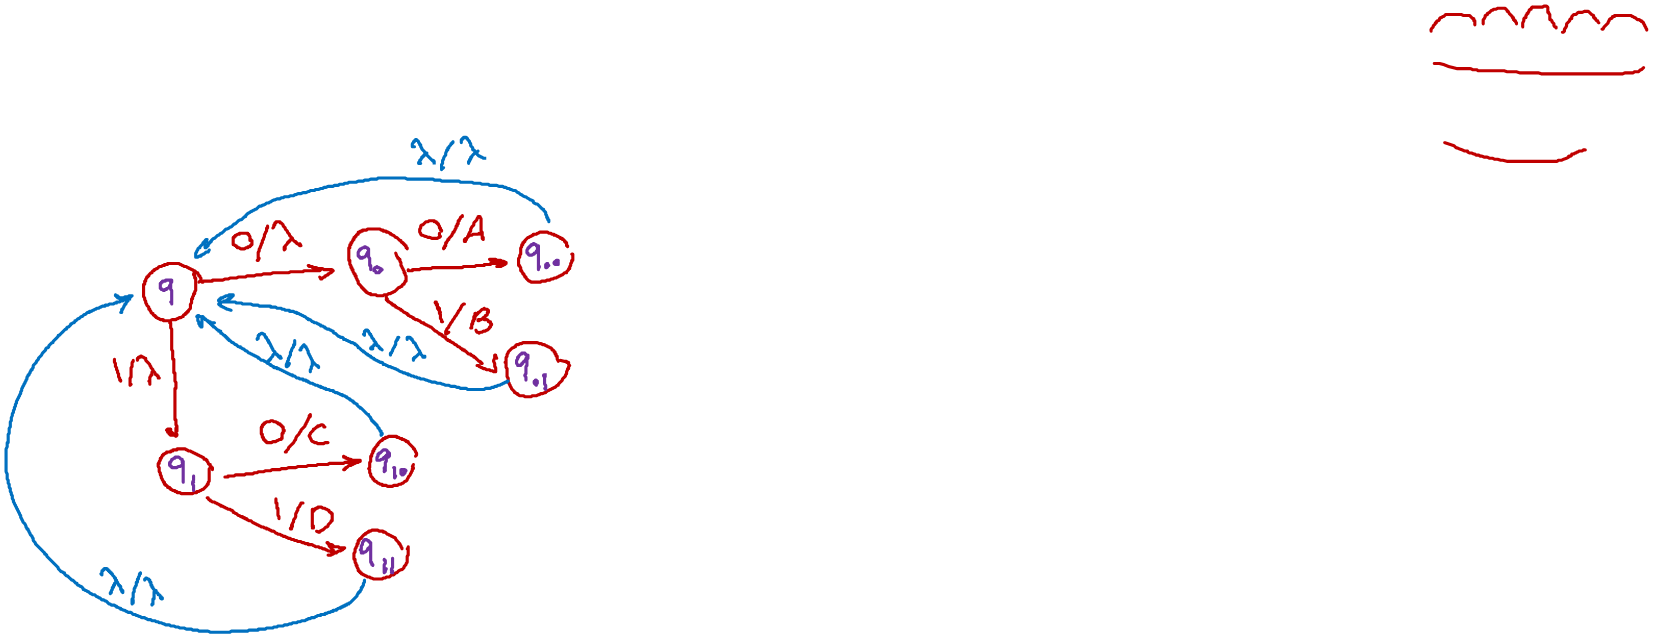 λ/λ
0/λ
0/A
q
q₀
q₀₀
1/B
λ/λ
λ/λ
q₀₁
1/λ
0/C
q₁
q₁₀
1/D
q₁₁
λ/λ